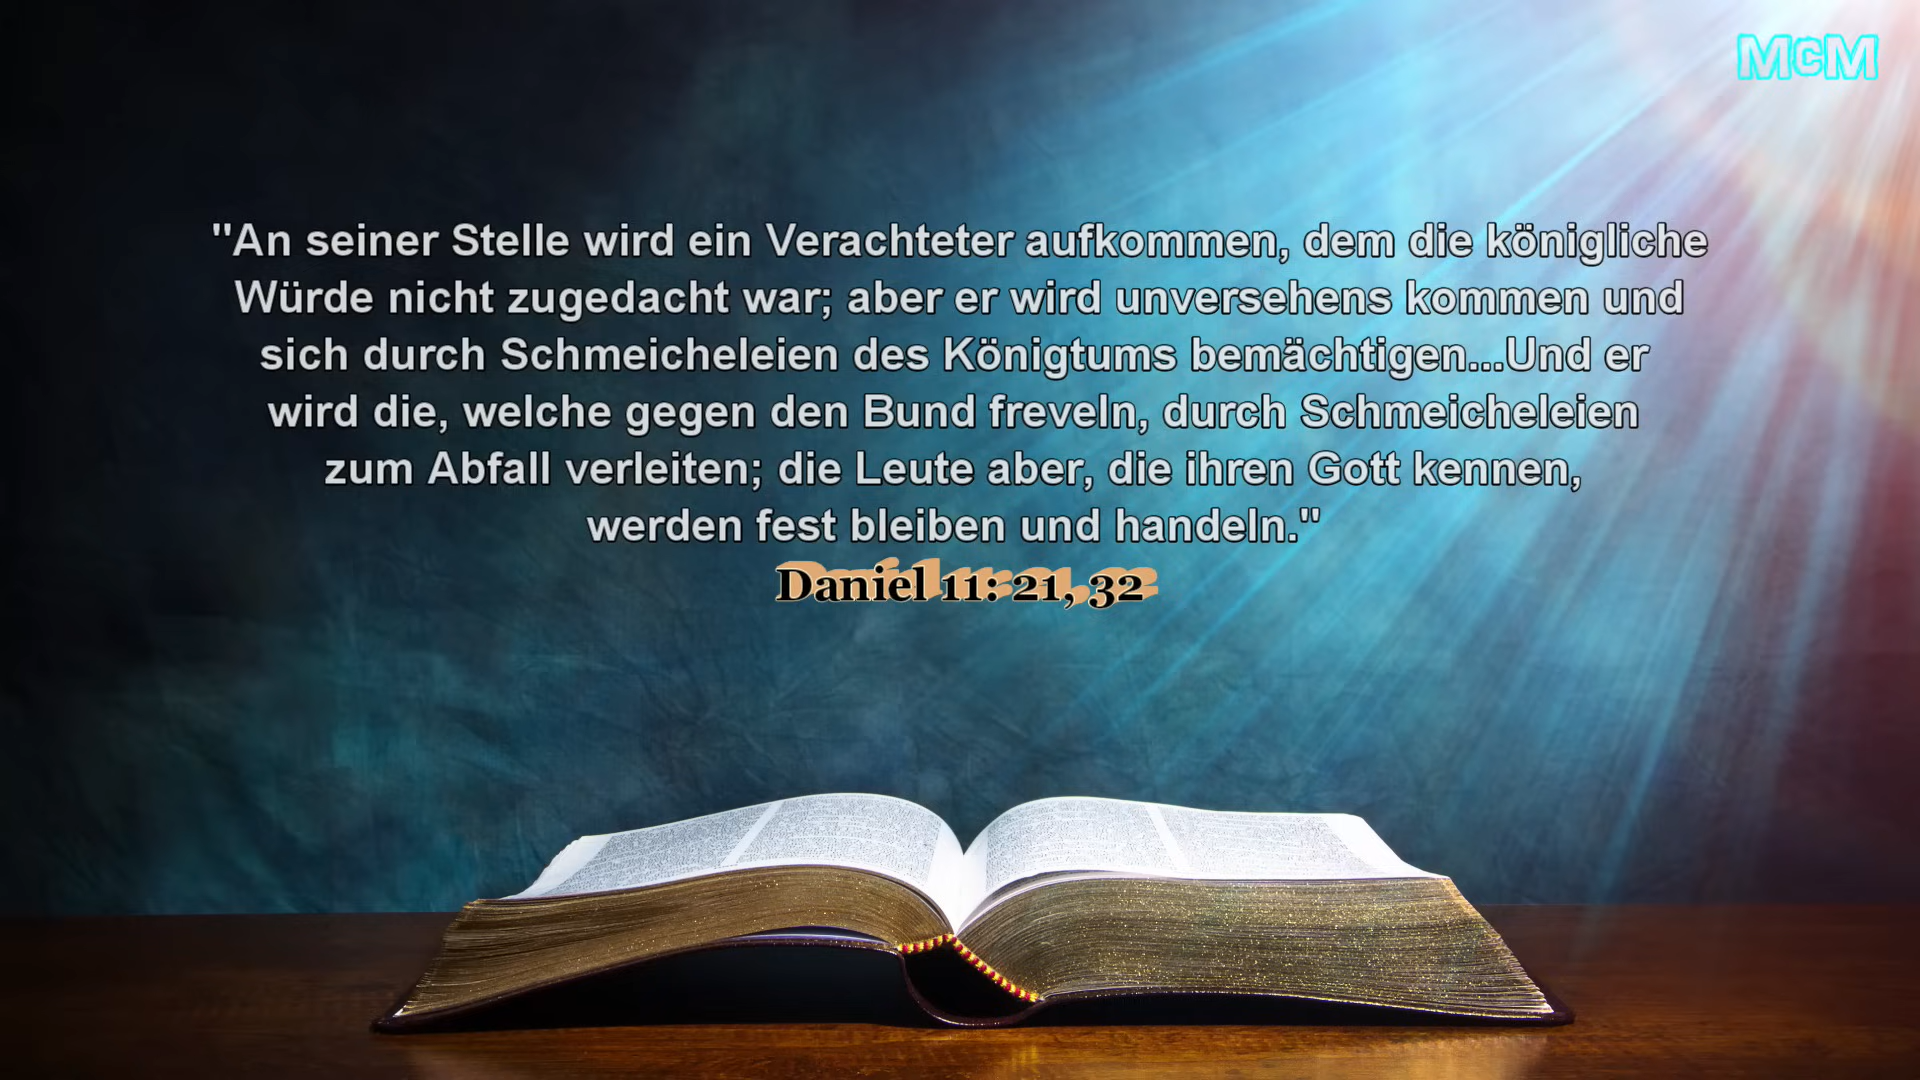 McM
"An seiner Stelle wird ein Verachteter aufkommen, dem die königliche
Würde nicht zugedacht war; aber er wird unversehens kommen und
sich durch Schmeicheleien des Königtums bemächtigen...Und er
wird die, welche gegen den Bund freveln, durch Schmeicheleien
zum Abfall verleiten; die Leute aber, die ihren Gott kennen,
werden fest bleiben und handeln."
Daniel 11: 21, 32